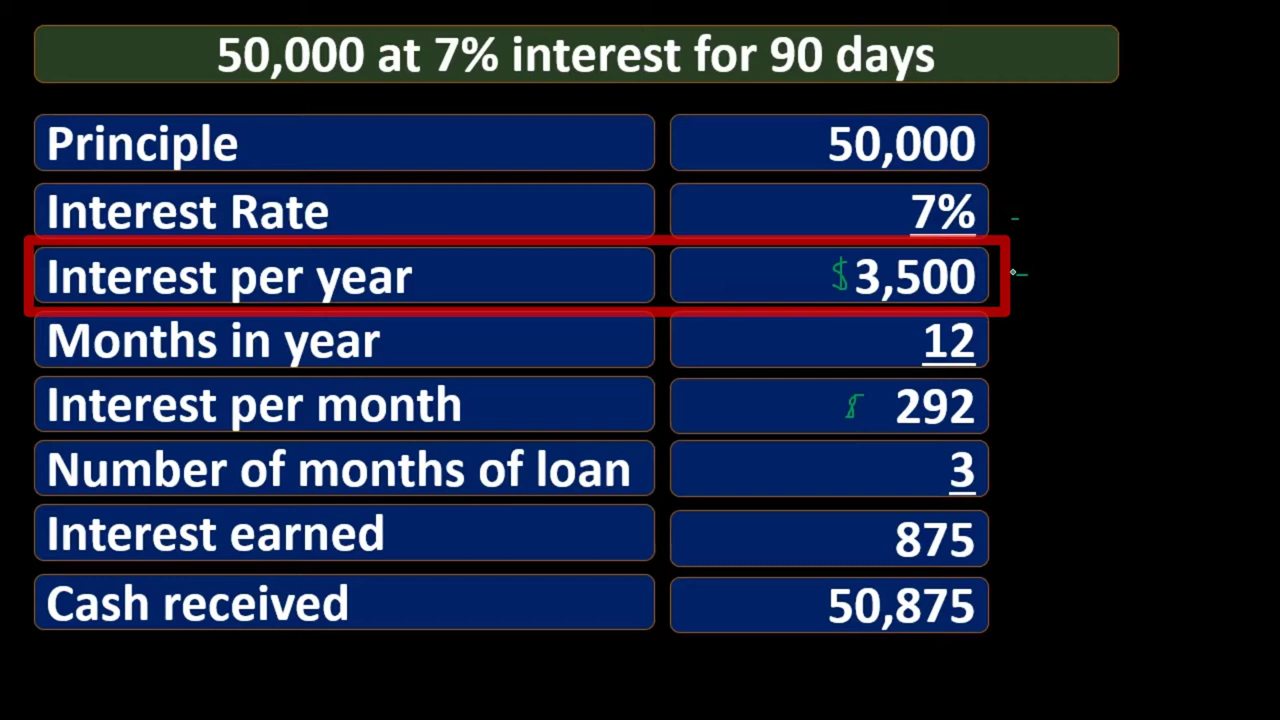 50,000 at 7% interest for 90 days
Principle 50,000
Interest Rate 7%
Interest per year $3,500
Months in year 12
Interest per month 292
Number of months of loan 3
Interest earned 875
Cash received 50,875